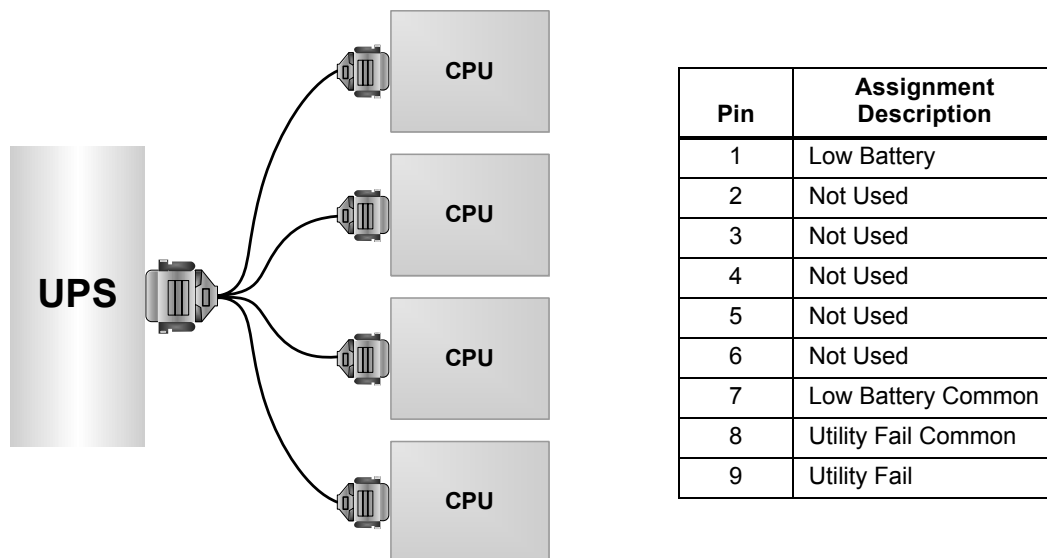 UPS
CPU
CPU
CPU
CPU
Pin Assignment Description
1 Low Battery
2 Not Used
3 Not Used
4 Not Used
5 Not Used
6 Not Used
7 Low Battery Common
8 Utility Fail Common
9 Utility Fail